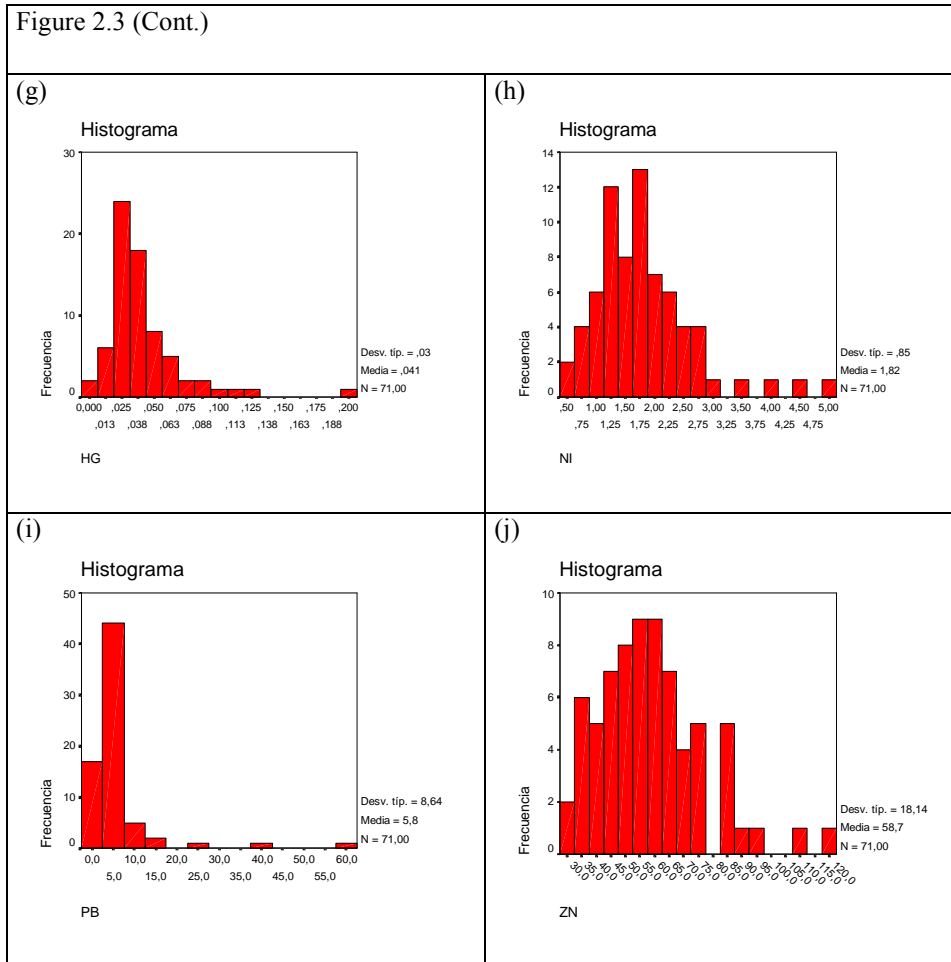 Figure 2.3 (Cont.)
(g)
Histograma
30
20
10
0
Frecuencia
0,000 ,025 ,050 ,075 ,100 ,125 ,150 ,175 ,200
,013 ,038 ,063 ,088 ,113 ,138 ,163 ,188
HG
Desv. típ. = ,03
Media = ,041
N = 71,00
(h)
Histograma
14
12
10
8
6
4
2
0
Frecuencia
,50 1,00 1,50 2,00 2,50 3,00 3,50 4,00 4,50 5,00
,75 1,25 1,75 2,25 2,75 3,25 3,75 4,25 4,75
NI
Desv. típ. = ,85
Media = 1,82
N = 71,00
(i)
Histograma
50
40
30
20
10
0
Frecuencia
0,0 10,0 20,0 30,0 40,0 50,0 60,0
5,0 15,0 25,0 35,0 45,0 55,0
PB
Desv. típ. = 8,64
Media = 5,8
N = 71,00
(j)
Histograma
10
8
6
4
2
0
Frecuencia
30,0 35,0 40,0 45,0 50,0 55,0 60,0 65,0 70,0 75,0 80,0 85,0 90,0 95,0 100,0 105,0 110,0 115,0 120,0
ZN
Desv. típ. = 18,14
Media = 58,7
N = 71,00